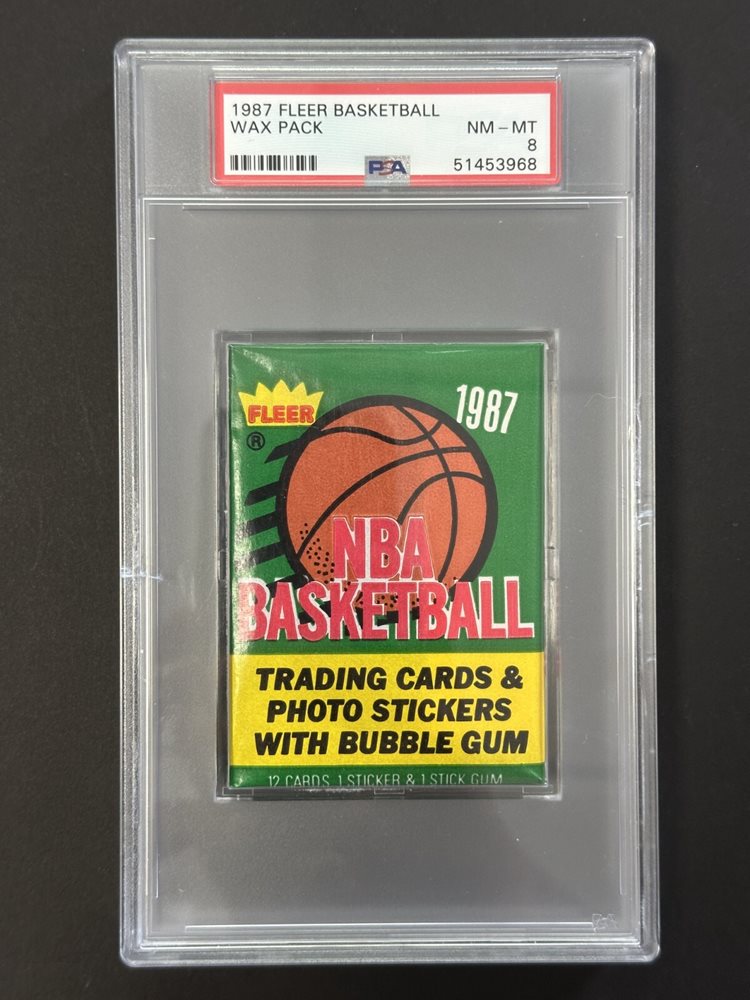 1987 FLEER BASKETBALL
WAX PACK NM - MT
8
PSA 51453968
FLEER
®
1987
NBA
BASKETBALL
TRADING CARDS &
PHOTO STICKERS
WITH BUBBLE GUM
12 CARDS 1 STICKER & 1 STICK GUM